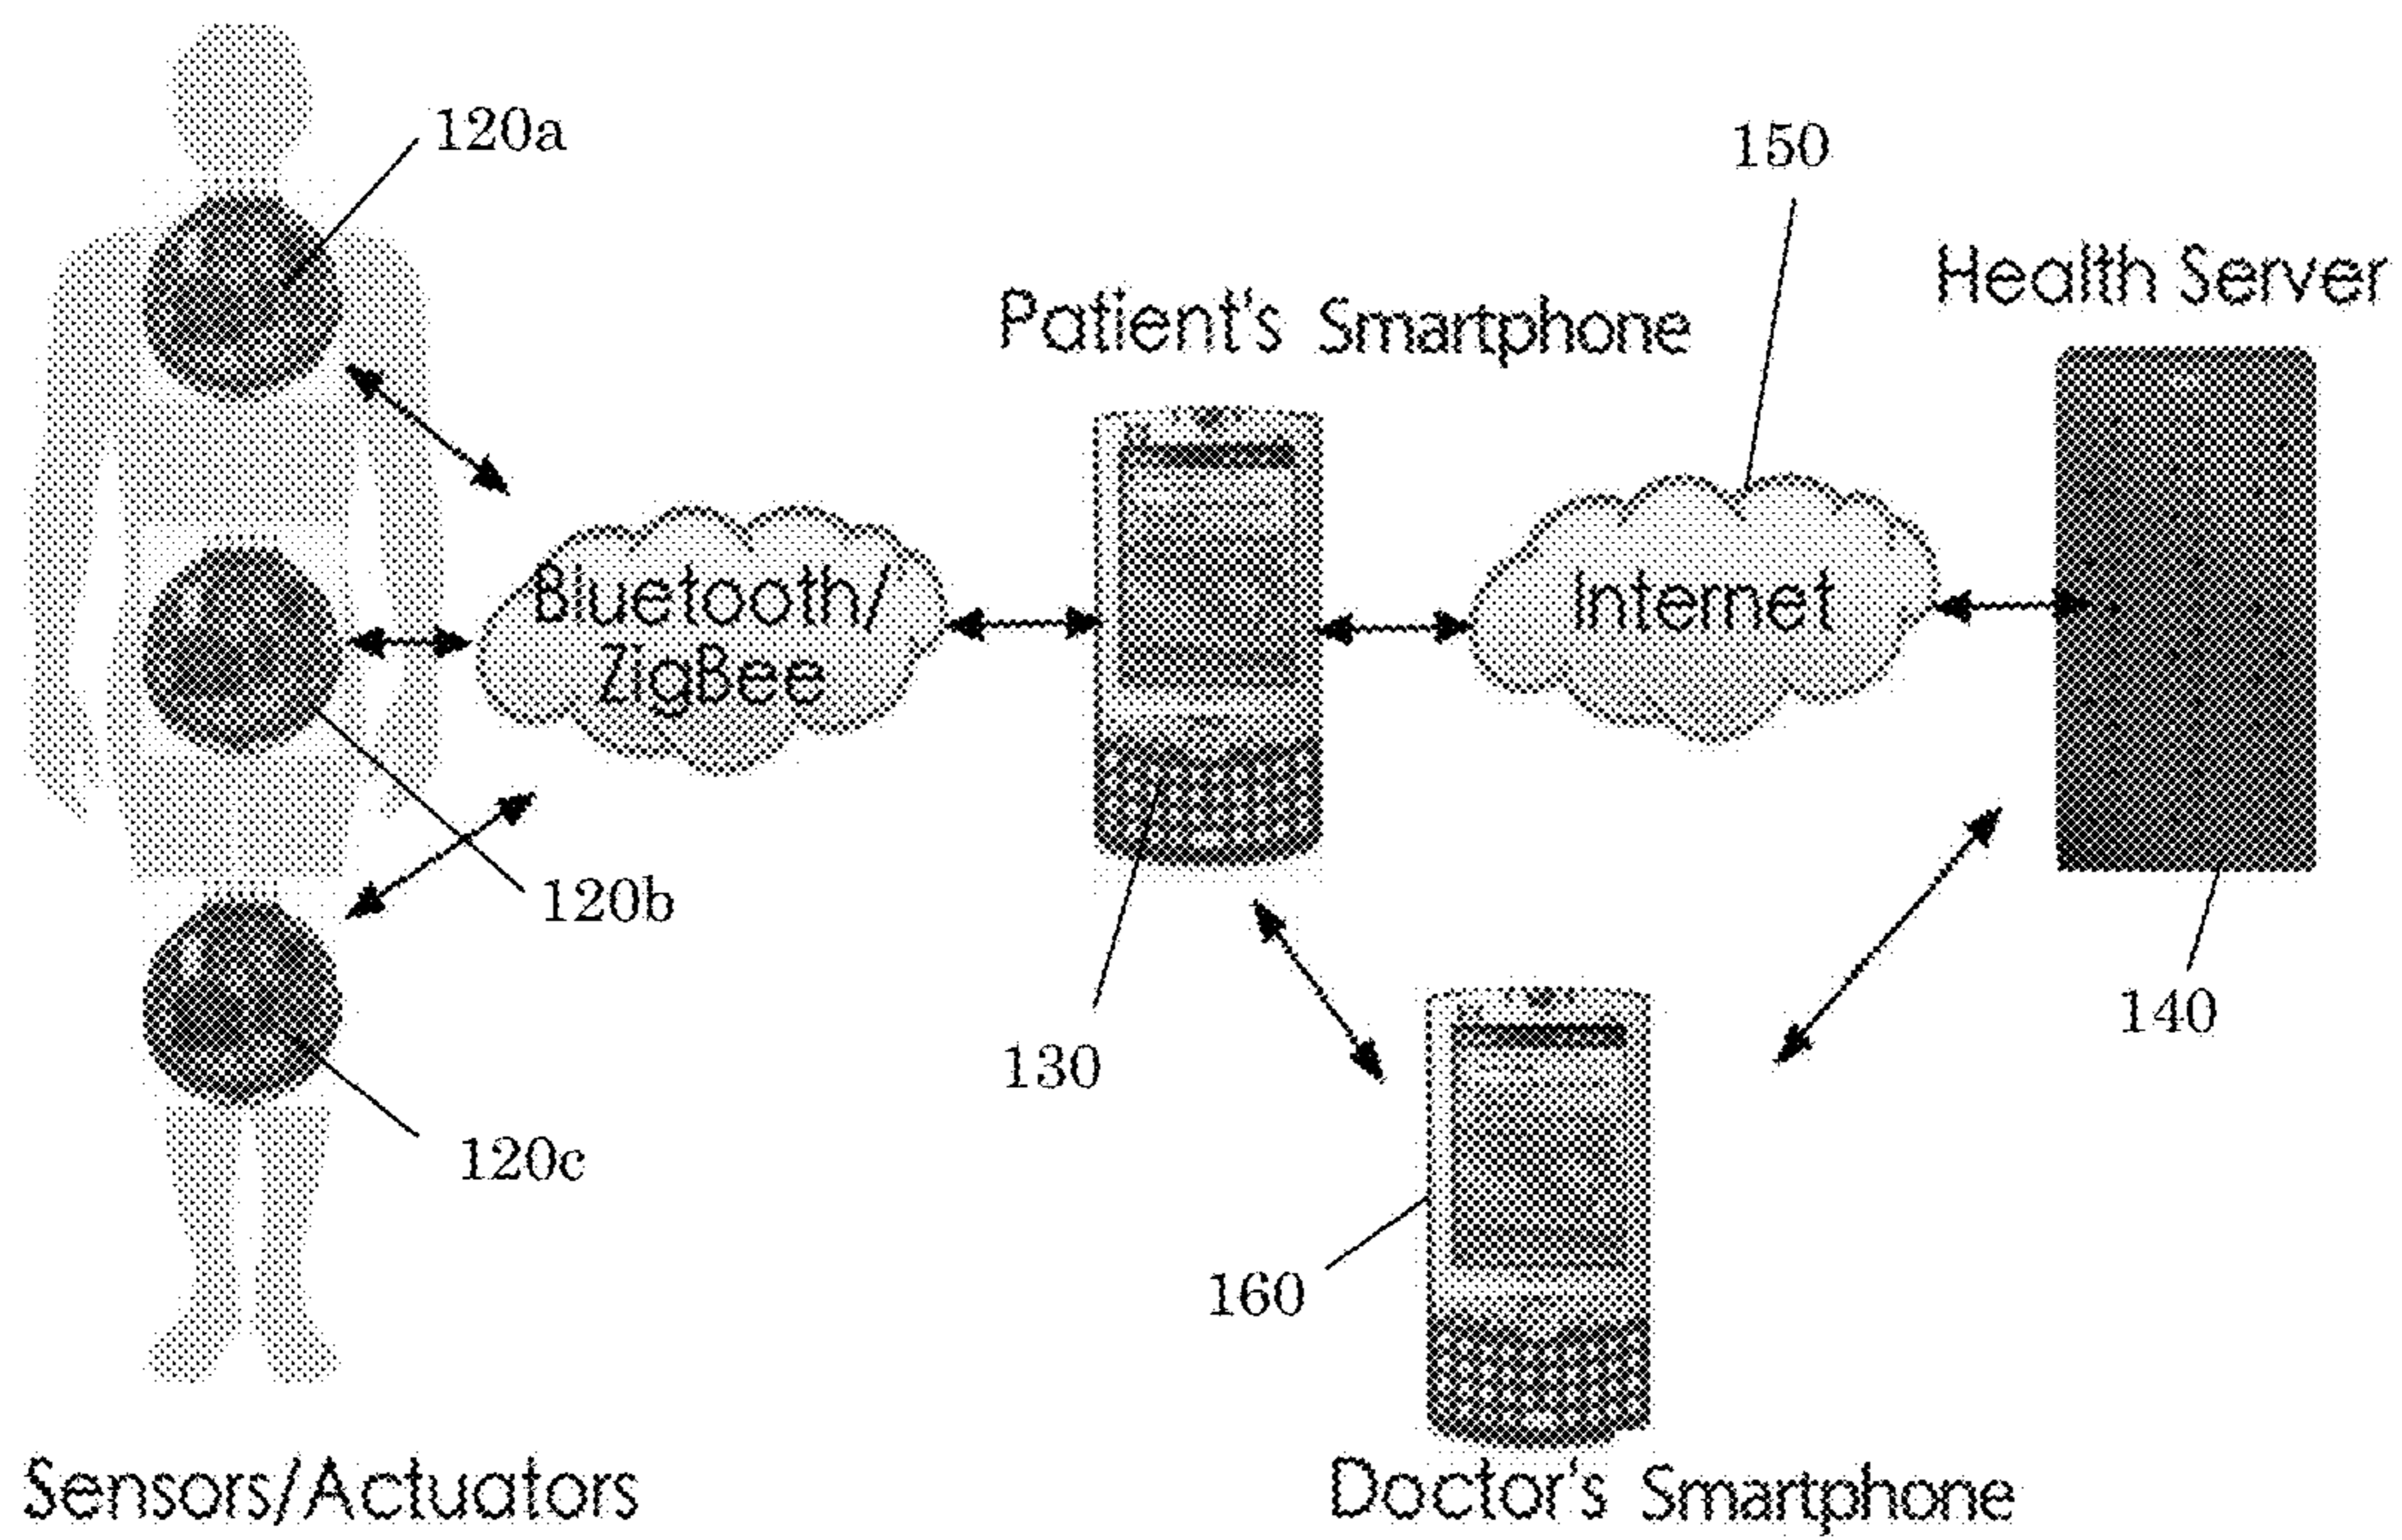 120a
150
Health Server
Patient's Smartphone
Bluetooth/
ZigBee
Internet
120b
140
130
120c
160
Sensors/Actuators
Doctor's Smartphone